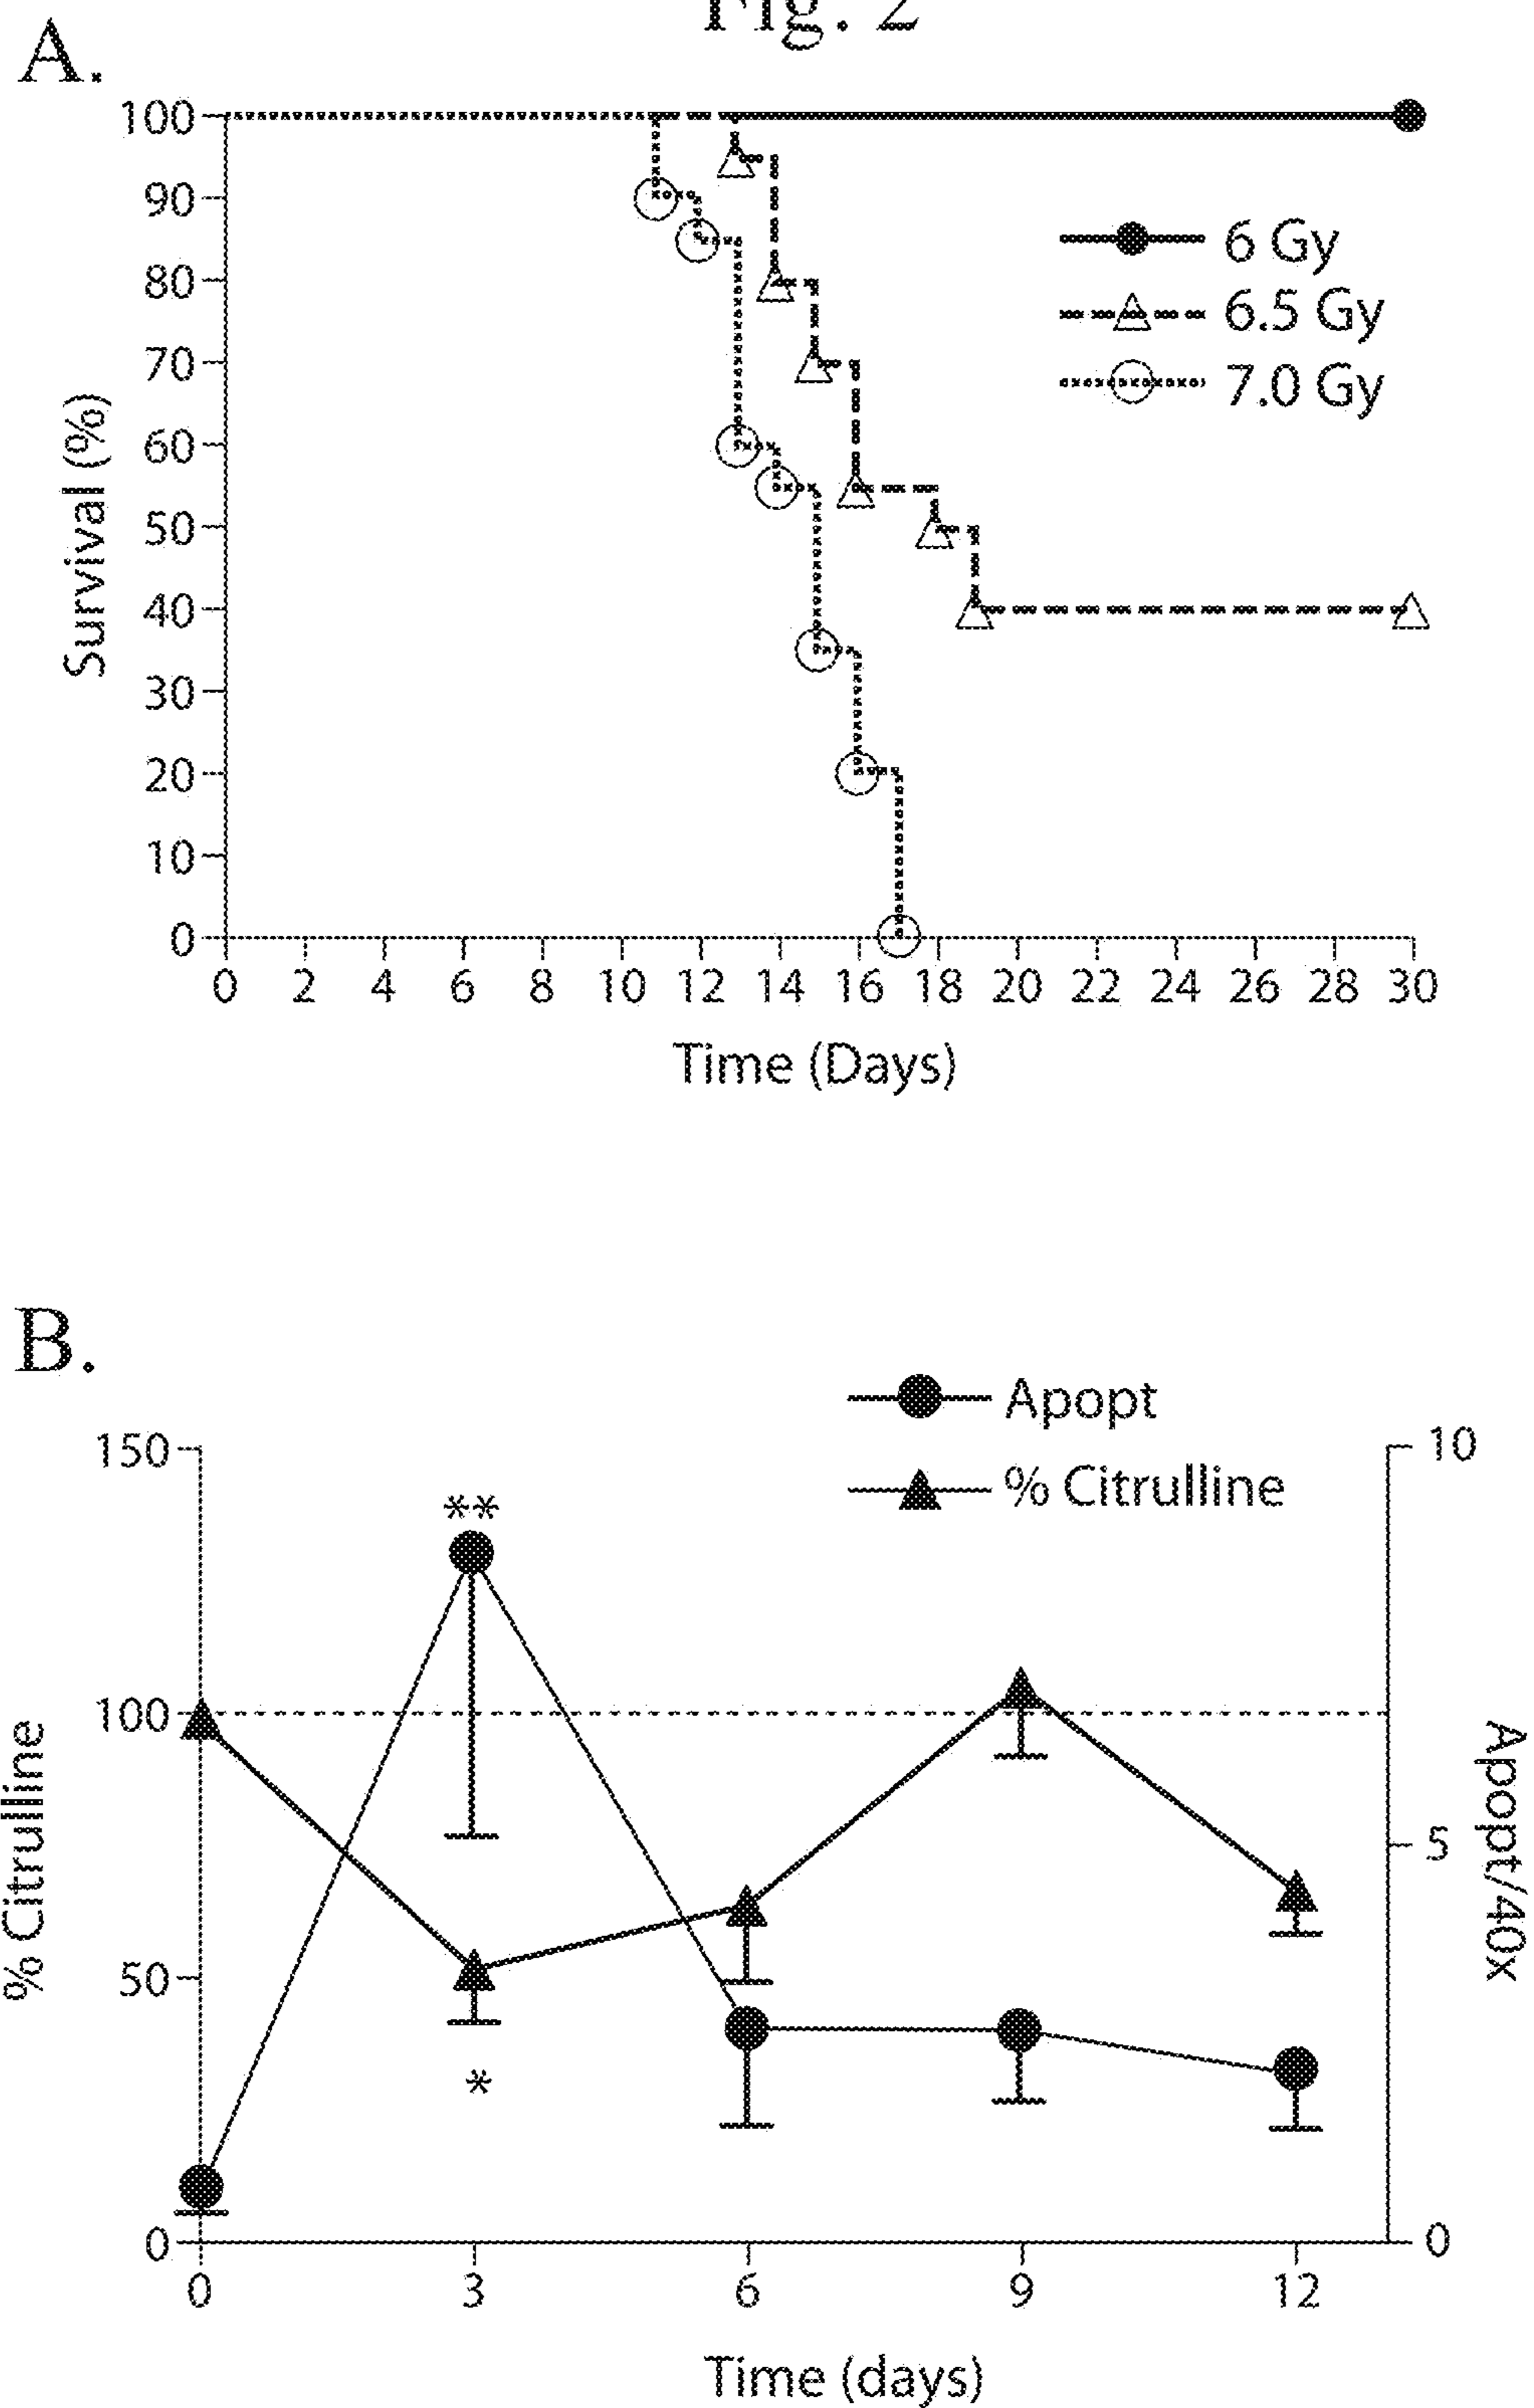 Fig. 2
A.
100
90
80
70
60
50
40
30
20
10
0
Survival (%)
6 Gy
6.5 Gy
7.0 Gy
0 2 4 6 8 10 12 14 16 18 20 22 24 26 28 30
Time (Days)
B.
Apopt
% Citrulline
150
100
50
0
% Citrulline
**
*
10
5
0
Apopt/40x
0 3 6 9 12
Time (days)